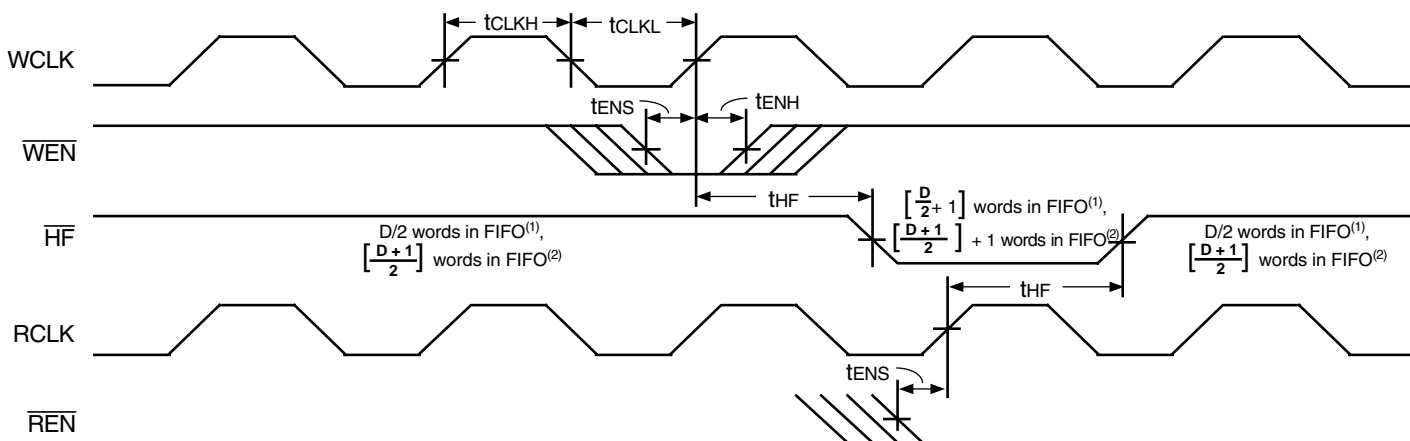 tCLKH tCLKL
WCLK
tENS tENH
WEN
tHF
[D/2 + 1] words in FIFO(1),
[D + 1/2] + 1 words in FIFO(2)
HF
D/2 words in FIFO(1),
[D + 1/2] words in FIFO(2)
D/2 words in FIFO(1),
[D + 1/2] words in FIFO(2)
tHF
RCLK
tENS
REN